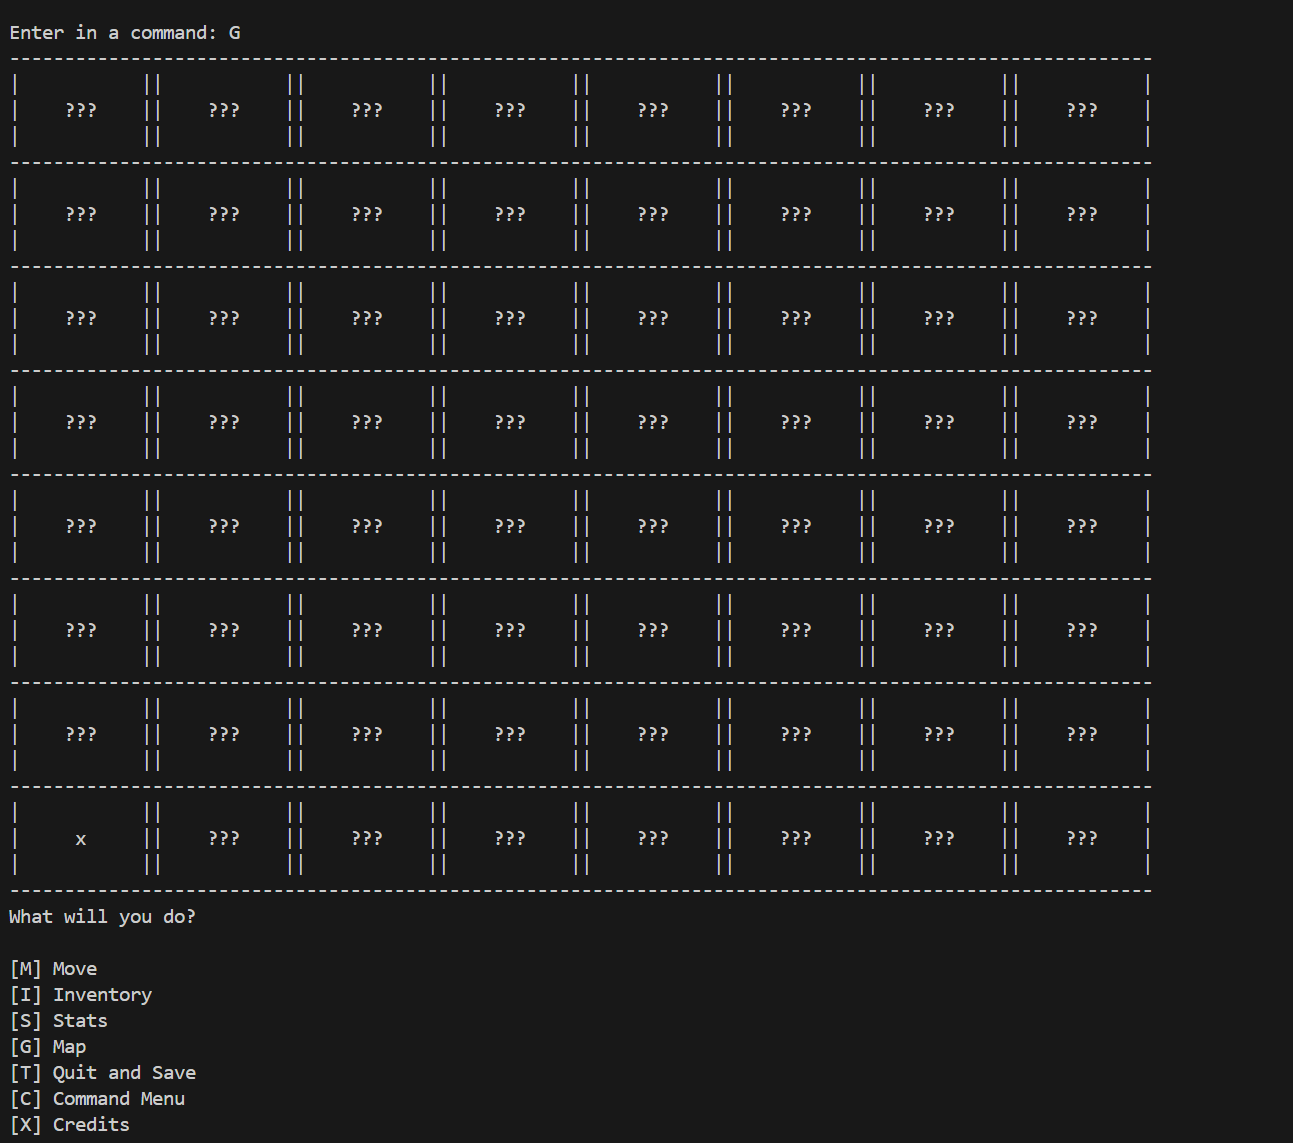 Enter in a command: G
--------------------------------------------------------------------------------------------------------
|           ||           ||           ||           ||           ||           ||           ||           |
|    ???    ||    ???    ||    ???    ||    ???    ||    ???    ||    ???    ||    ???    ||    ???    |
|           ||           ||           ||           ||           ||           ||           ||           |
--------------------------------------------------------------------------------------------------------
|           ||           ||           ||           ||           ||           ||           ||           |
|    ???    ||    ???    ||    ???    ||    ???    ||    ???    ||    ???    ||    ???    ||    ???    |
|           ||           ||           ||           ||           ||           ||           ||           |
--------------------------------------------------------------------------------------------------------
|           ||           ||           ||           ||           ||           ||           ||           |
|    ???    ||    ???    ||    ???    ||    ???    ||    ???    ||    ???    ||    ???    ||    ???    |
|           ||           ||           ||           ||           ||           ||           ||           |
--------------------------------------------------------------------------------------------------------
|           ||           ||           ||           ||           ||           ||           ||           |
|    ???    ||    ???    ||    ???    ||    ???    ||    ???    ||    ???    ||    ???    ||    ???    |
|           ||           ||           ||           ||           ||           ||           ||           |
--------------------------------------------------------------------------------------------------------
|           ||           ||           ||           ||           ||           ||           ||           |
|    ???    ||    ???    ||    ???    ||    ???    ||    ???    ||    ???    ||    ???    ||    ???    |
|           ||           ||           ||           ||           ||           ||           ||           |
--------------------------------------------------------------------------------------------------------
|           ||           ||           ||           ||           ||           ||           ||           |
|    ???    ||    ???    ||    ???    ||    ???    ||    ???    ||    ???    ||    ???    ||    ???    |
|           ||           ||           ||           ||           ||           ||           ||           |
--------------------------------------------------------------------------------------------------------
|           ||           ||           ||           ||           ||           ||           ||           |
|    ???    ||    ???    ||    ???    ||    ???    ||    ???    ||    ???    ||    ???    ||    ???    |
|           ||           ||           ||           ||           ||           ||           ||           |
--------------------------------------------------------------------------------------------------------
|           ||           ||           ||           ||           ||           ||           ||           |
|     x     ||    ???    ||    ???    ||    ???    ||    ???    ||    ???    ||    ???    ||    ???    |
|           ||           ||           ||           ||           ||           ||           ||           |
--------------------------------------------------------------------------------------------------------
What will you do?

[M] Move
[I] Inventory
[S] Stats
[G] Map
[T] Quit and Save
[C] Command Menu
[X] Credits